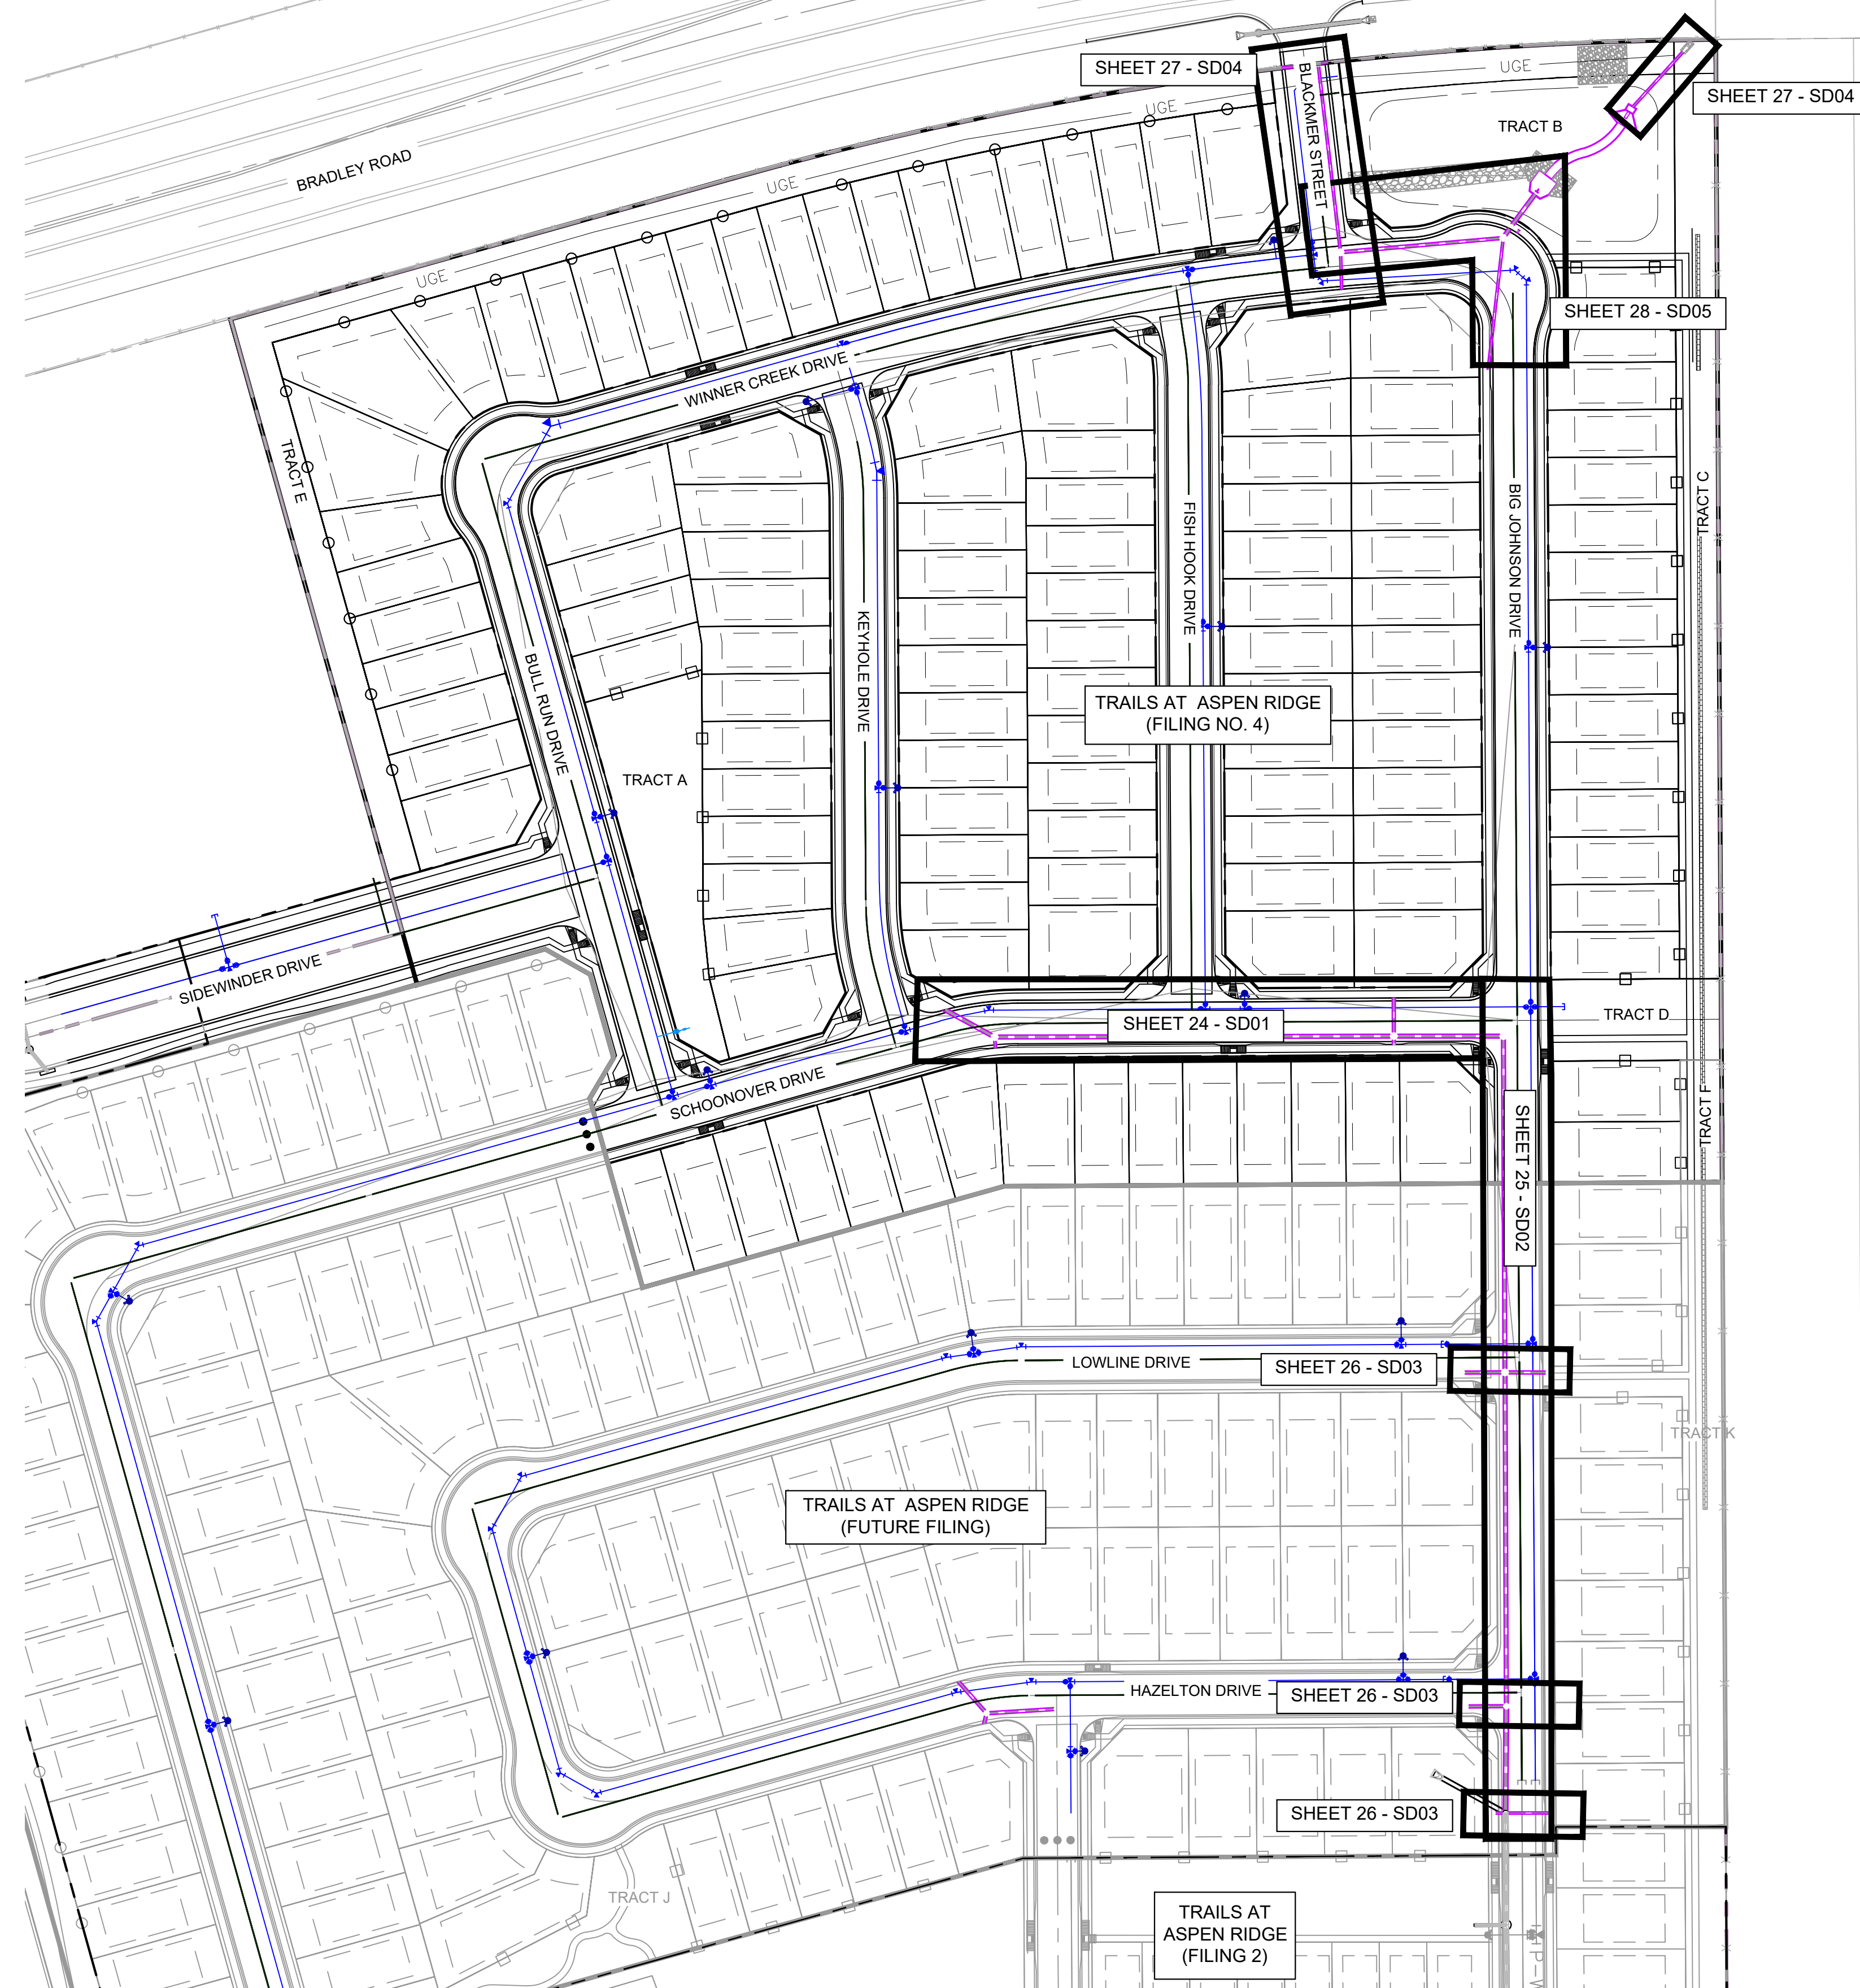 SHEET 27 - SD04
BLACKMER STREET
UGE
SHEET 27 - SD04
TRACT B
UGE
BRADLEY ROAD
UGE
UGE
SHEET 28 - SD05
WINNER CREEK DRIVE
TRACT E
TRACT C
FISH HOOK DRIVE
BIG JOHNSON DRIVE
KEYHOLE DRIVE
BULL RUN DRIVE
TRAILS AT ASPEN RIDGE
(FILING NO. 4)
TRACT A
SIDEWINDER DRIVE
SHEET 24 - SD01
TRACT D
SCHOONOVER DRIVE
TRACT F
SHEET 25 - SD02
LOWLINE DRIVE
SHEET 26 - SD03
TRACT K
TRAILS AT ASPEN RIDGE
(FUTURE FILING)
HAZELTON DRIVE
SHEET 26 - SD03
SHEET 26 - SD03
TRACT J
TRAILS AT
ASPEN RIDGE
(FILING 2)